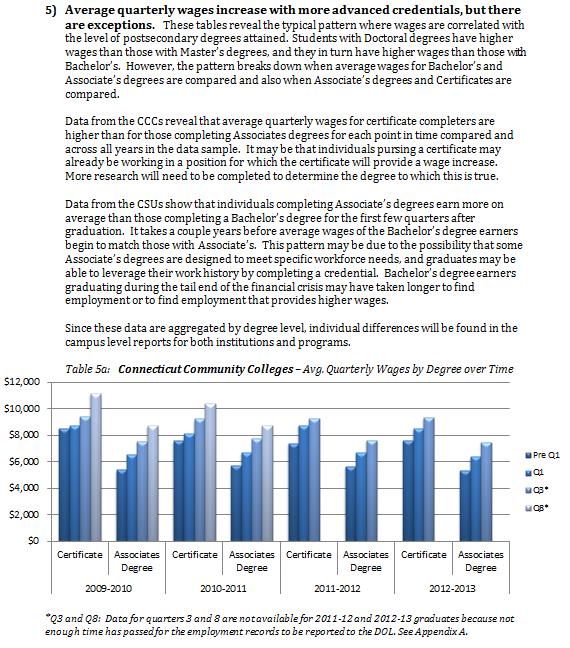 5) Average quarterly wages increase with more advanced credentials, but there
are exceptions. These tables reveal the typical pattern where wages are correlated with
the level of postsecondary degrees attained. Students with Doctoral degrees have higher
wages than those with Master's degrees, and they in turn have higher wages than those with
Bachelor's. However, the pattern breaks down when average wages for Bachelor's and
Associate's degrees are compared and also when Associate's degrees and Certificates are
compared.
Data from the CCCs reveal that average quarterly wages for certificate completers are
higher than for those completing Associates degrees for each point in time compared and
across all years in the data sample. It may be that individuals pursing a certificate may
already be working in a position for which the certificate will provide a wage increase.
More research will need to be completed to determine the degree to which this is true.
Data from the CSUs show that individuals completing Associate's degrees earn more on
average than those completing a Bachelor's degree for the first few quarters after
graduation. It takes a couple years before average wages of the Bachelor's degree earners
begin to match those with Associate's. This pattern may be due to the possibility that some
Associate's degrees are designed to meet specific workforce needs, and graduates may be
able to leverage their work history by completing a credential. Bachelor's degree earners
graduating during the tail end of the financial crisis may have taken longer to find
employment or to find employment that provides higher wages.
Since these data are aggregated by degree level, individual differences will be found in the
campus level reports for both institutions and programs.
Table 5a: Connecticut Community Colleges – Avg. Quarterly Wages by Degree over Time
$12,000
$10,000
$8,000
$6,000
$4,000
$2,000
$0
Pre Q1
Q1
Q3*
Q8*
Certificate Associates Certificate Associates Certificate Associates Certificate Associates
Degree Degree Degree Degree
2009-2010 2010-2011 2011-2012 2012-2013
*Q3 and Q8: Data for quarters 3 and 8 are not available for 2011-12 and 2012-13 graduates because not
enough time has passed for the employment records to be reported to the DOL. See Appendix A.